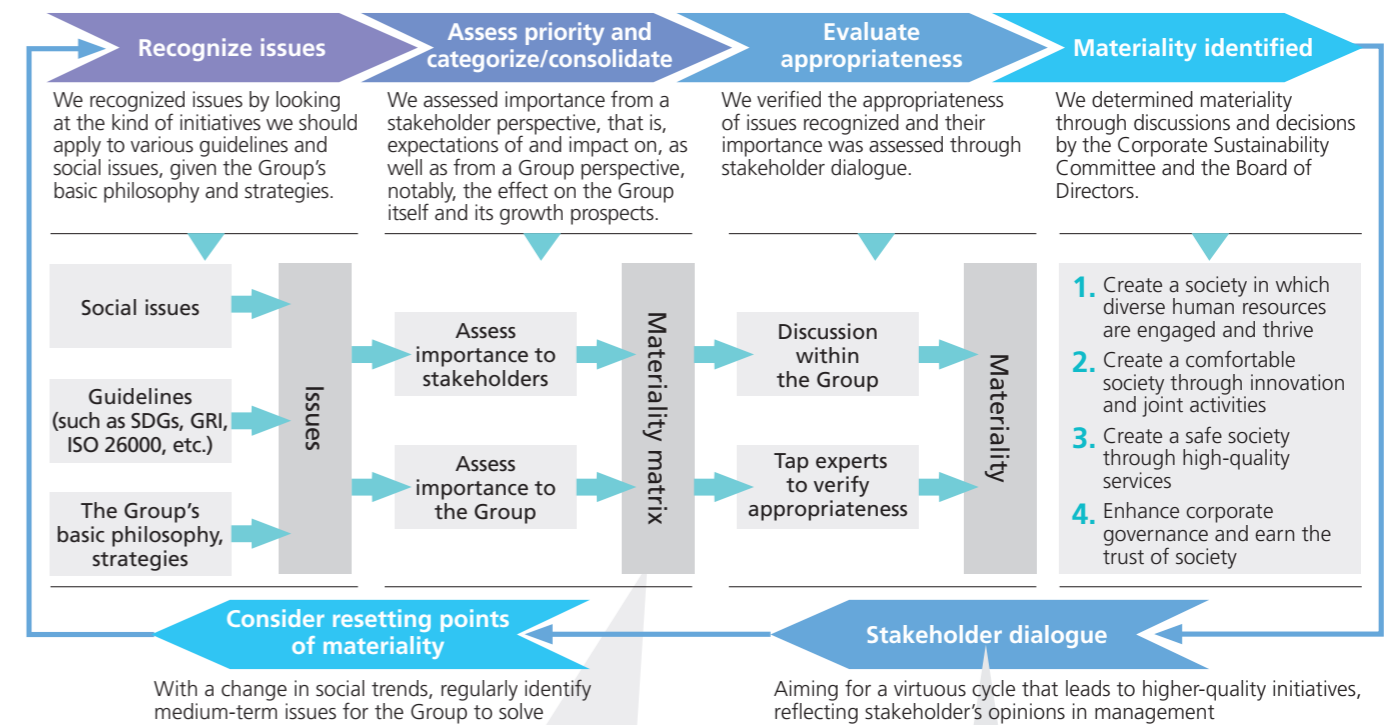 Recognize issues
Assess priority and
categorize/consolidate
Evaluate
appropriateness
Materiality identified
We recognized issues by looking
at the kind of initiatives we should
apply to various guidelines and
social issues, given the Group's
basic philosophy and strategies.
We assessed importance from a
stakeholder perspective, that is,
expectations of and impact on, as
well as from a Group perspective,
notably, the effect on the Group
itself and its growth prospects.
We verified the appropriateness
of issues recognized and their
importance was assessed through
stakeholder dialogue.
We determined materiality
through discussions and decisions
by the Corporate Sustainability
Committee and the Board of
Directors.
Social issues
Guidelines
(such as SDGs, GRI,
ISO 26000, etc.)
The Group's
basic philosophy,
strategies
Issues
Assess
importance to
stakeholders
Assess
importance to
the Group
Materiality matrix
Discussion
within
the Group
Tap experts
to verify
appropriateness
Materiality
1. Create a society in which
diverse human resources
are engaged and thrive
2. Create a comfortable
society through innovation
and joint activities
3. Create a safe society
through high-quality
services
4. Enhance corporate
governance and earn the
trust of society
Consider resetting points
of materiality
Stakeholder dialogue
With a change in social trends, regularly identify
medium-term issues for the Group to solve
Aiming for a virtuous cycle that leads to higher-quality initiatives,
reflecting stakeholder's opinions in management